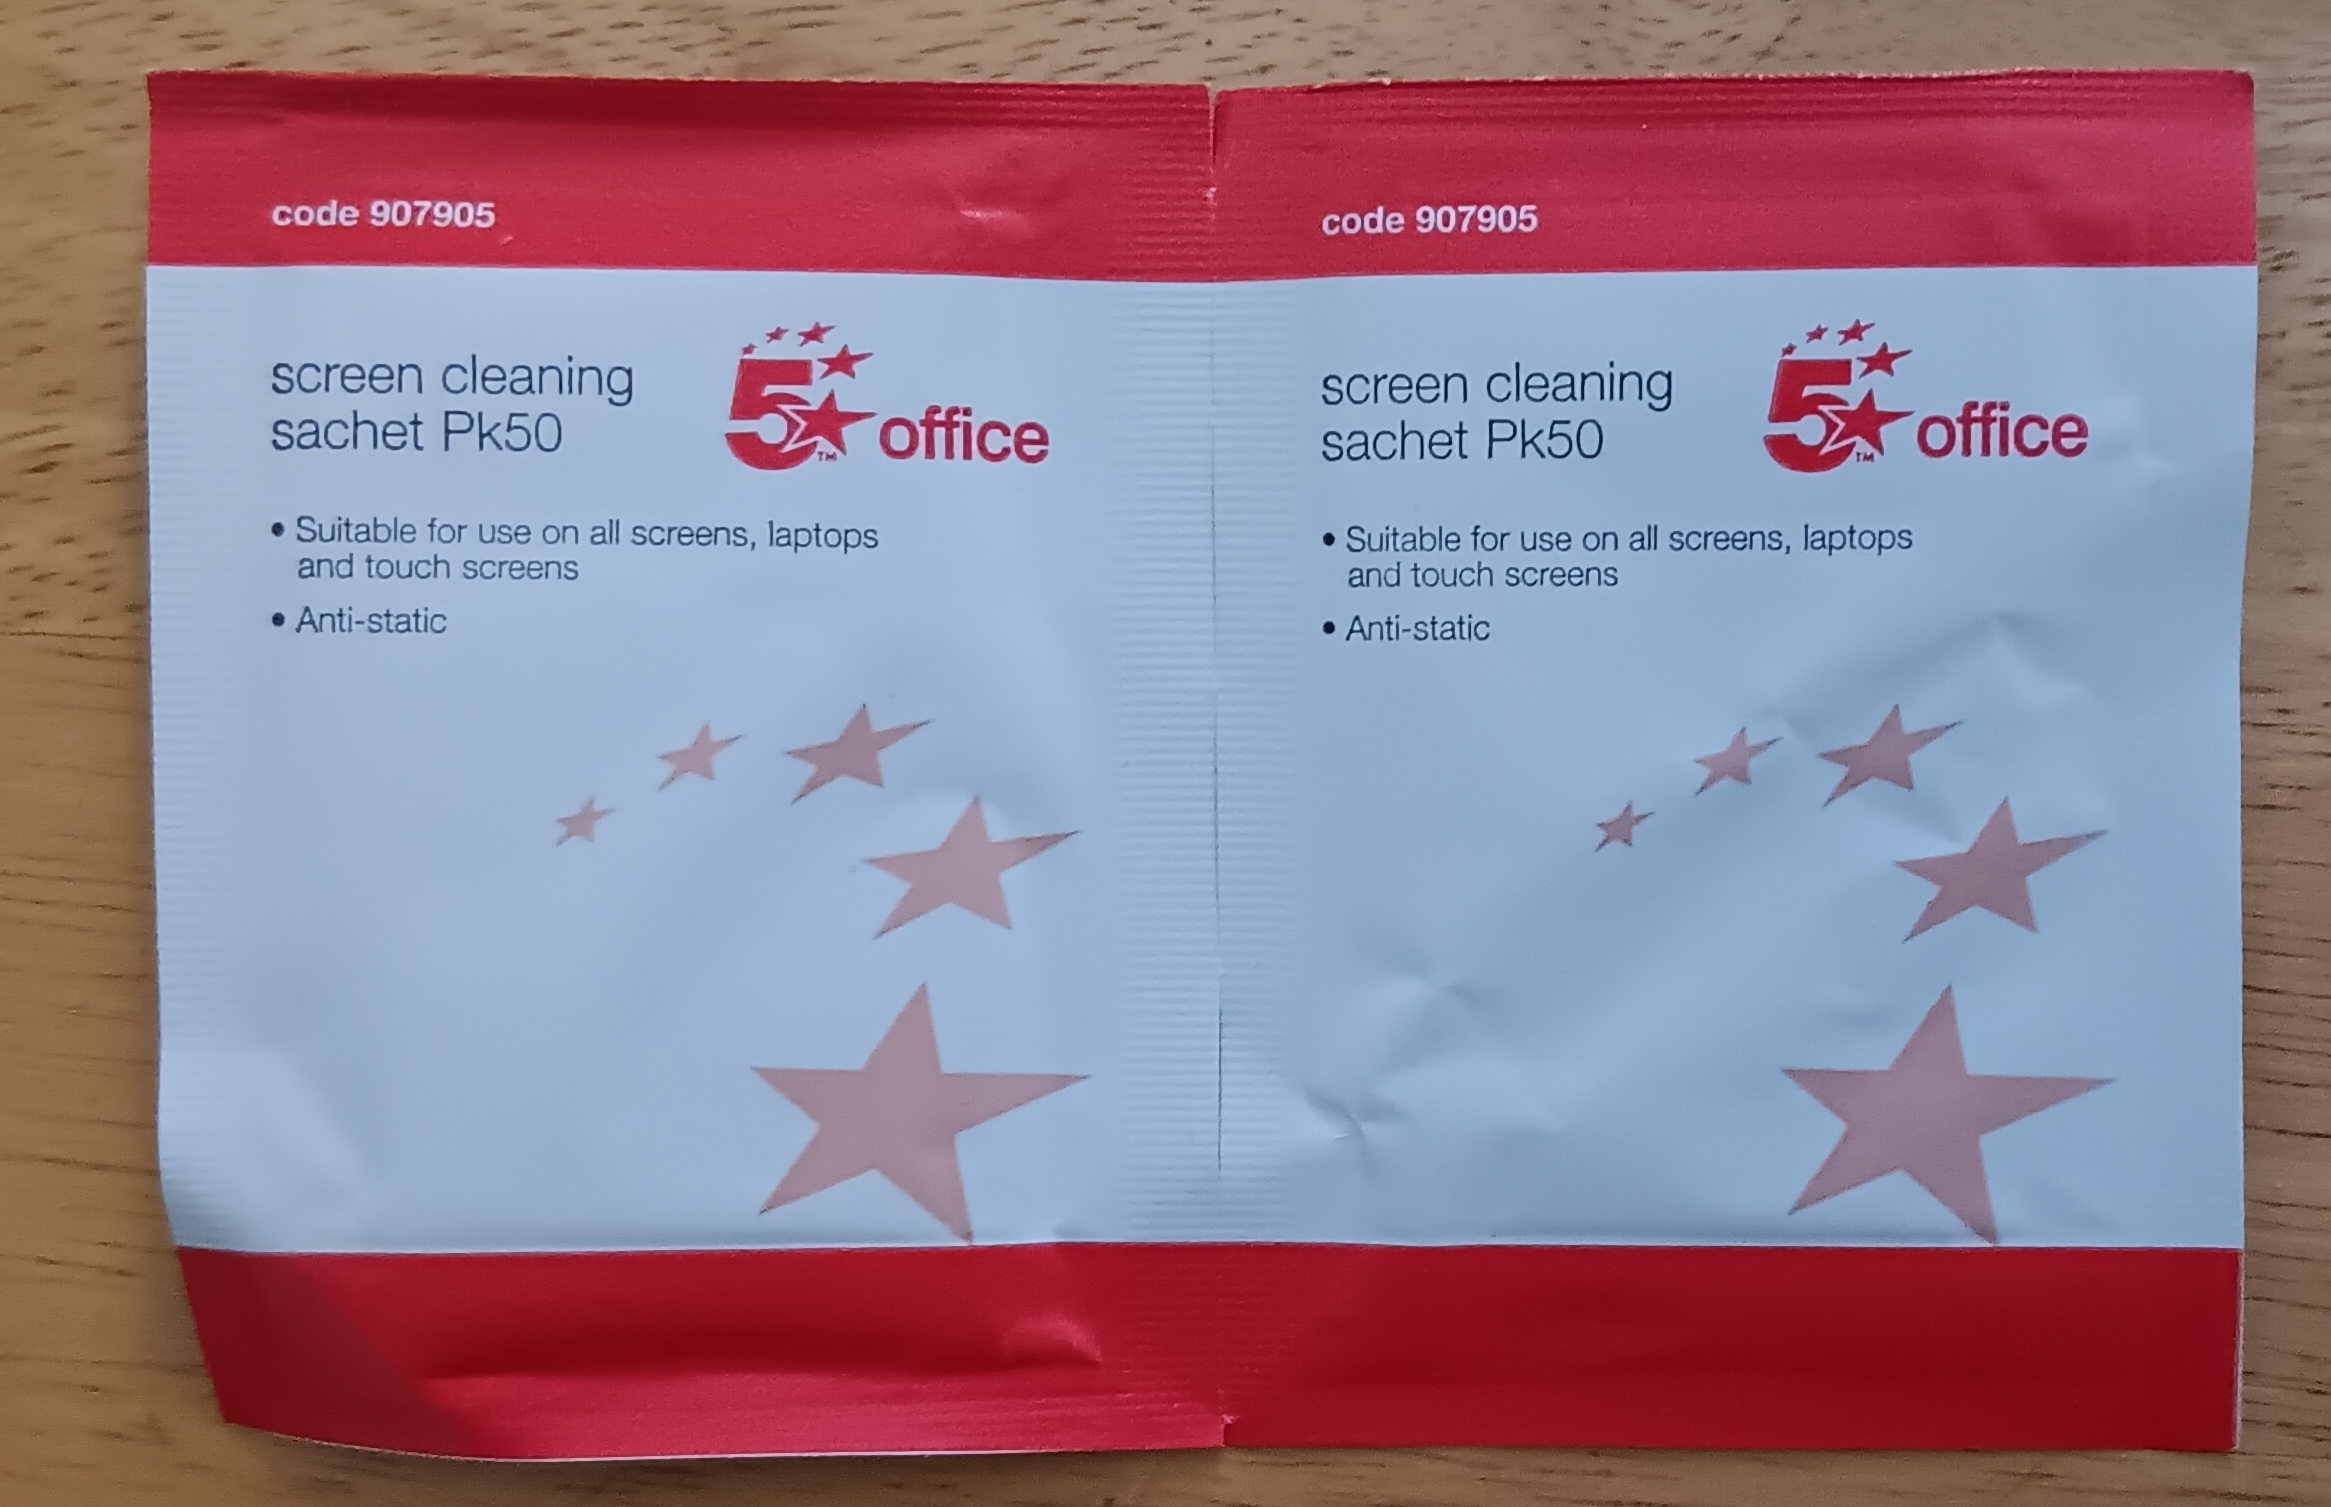 code 907905
screen cleaning
sachet Pk50
5 office
TM
• Suitable for use on all screens, laptops
and touch screens
• Anti-static
code 907905
screen cleaning
sachet Pk50
5 office
TM
• Suitable for use on all screens, laptops
and touch screens
• Anti-static